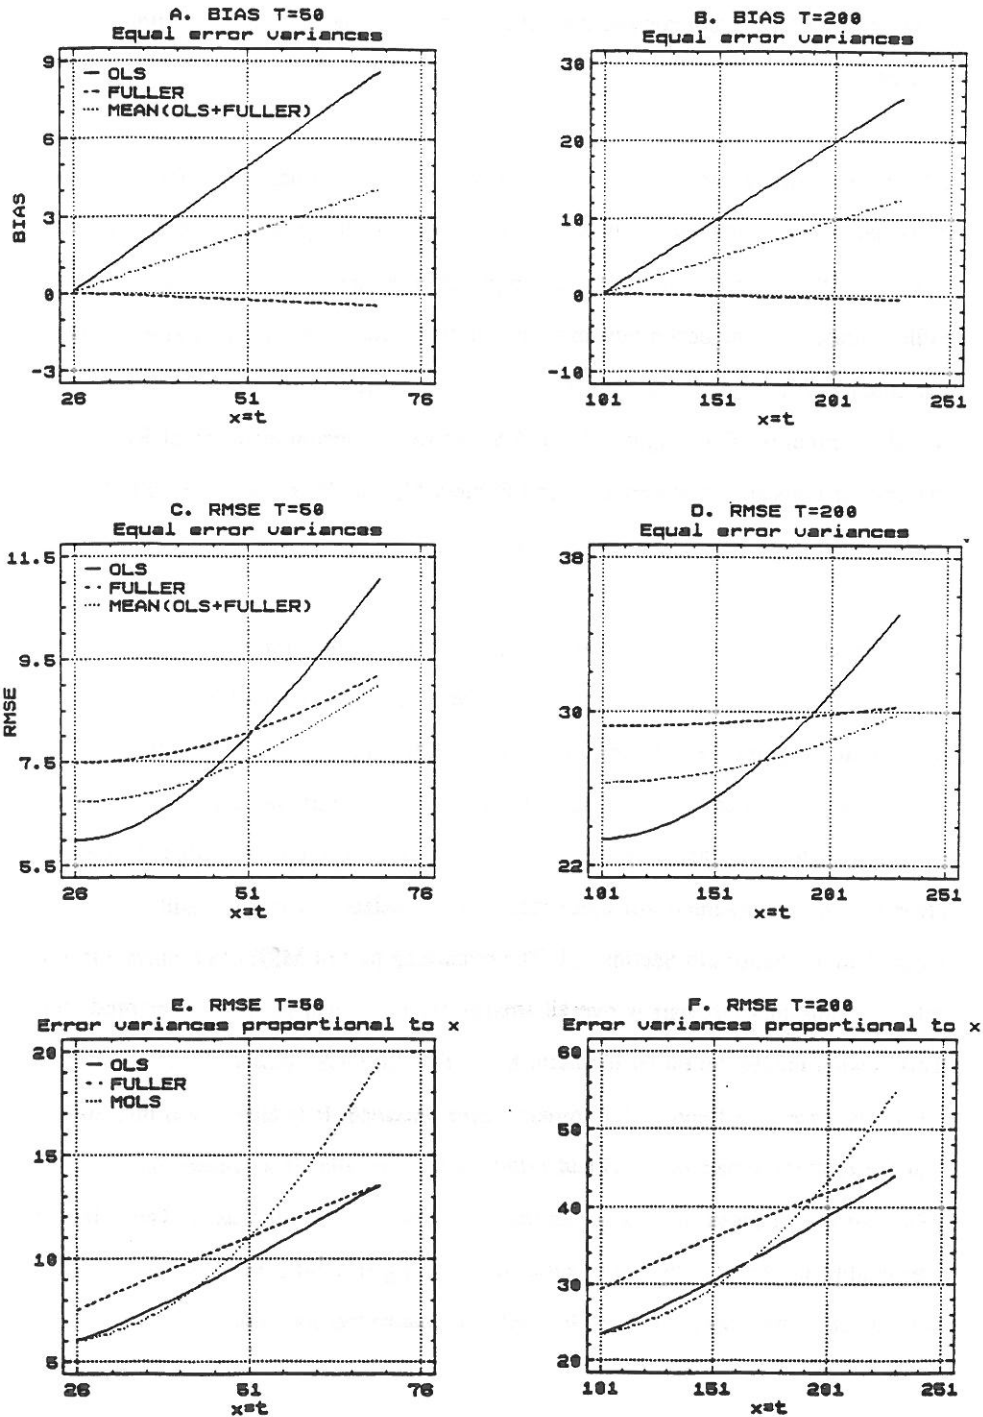 A. BIAS T=50
Equal error variances
9
6
3
0
-3
BIAS
OLS
FULLER
MEAN(OLS+FULLER)
26 51 76
x=t
B. BIAS T=200
Equal error variances
30
20
10
0
-10
101 151 201 251
x=t
C. RMSE T=50
Equal error variances
11.5
9.5
7.5
5.5
RMSE
OLS
FULLER
MEAN(OLS+FULLER)
26 51 76
x=t
D. RMSE T=200
Equal error variances
38
30
22
101 151 201 251
x=t
E. RMSE T=50
Error variances proportional to x
20
15
10
5
OLS
FULLER
MOLS
26 51 76
x=t
F. RMSE T=200
Error variances proportional to x
60
50
40
30
20
101 151 201 251
x=t